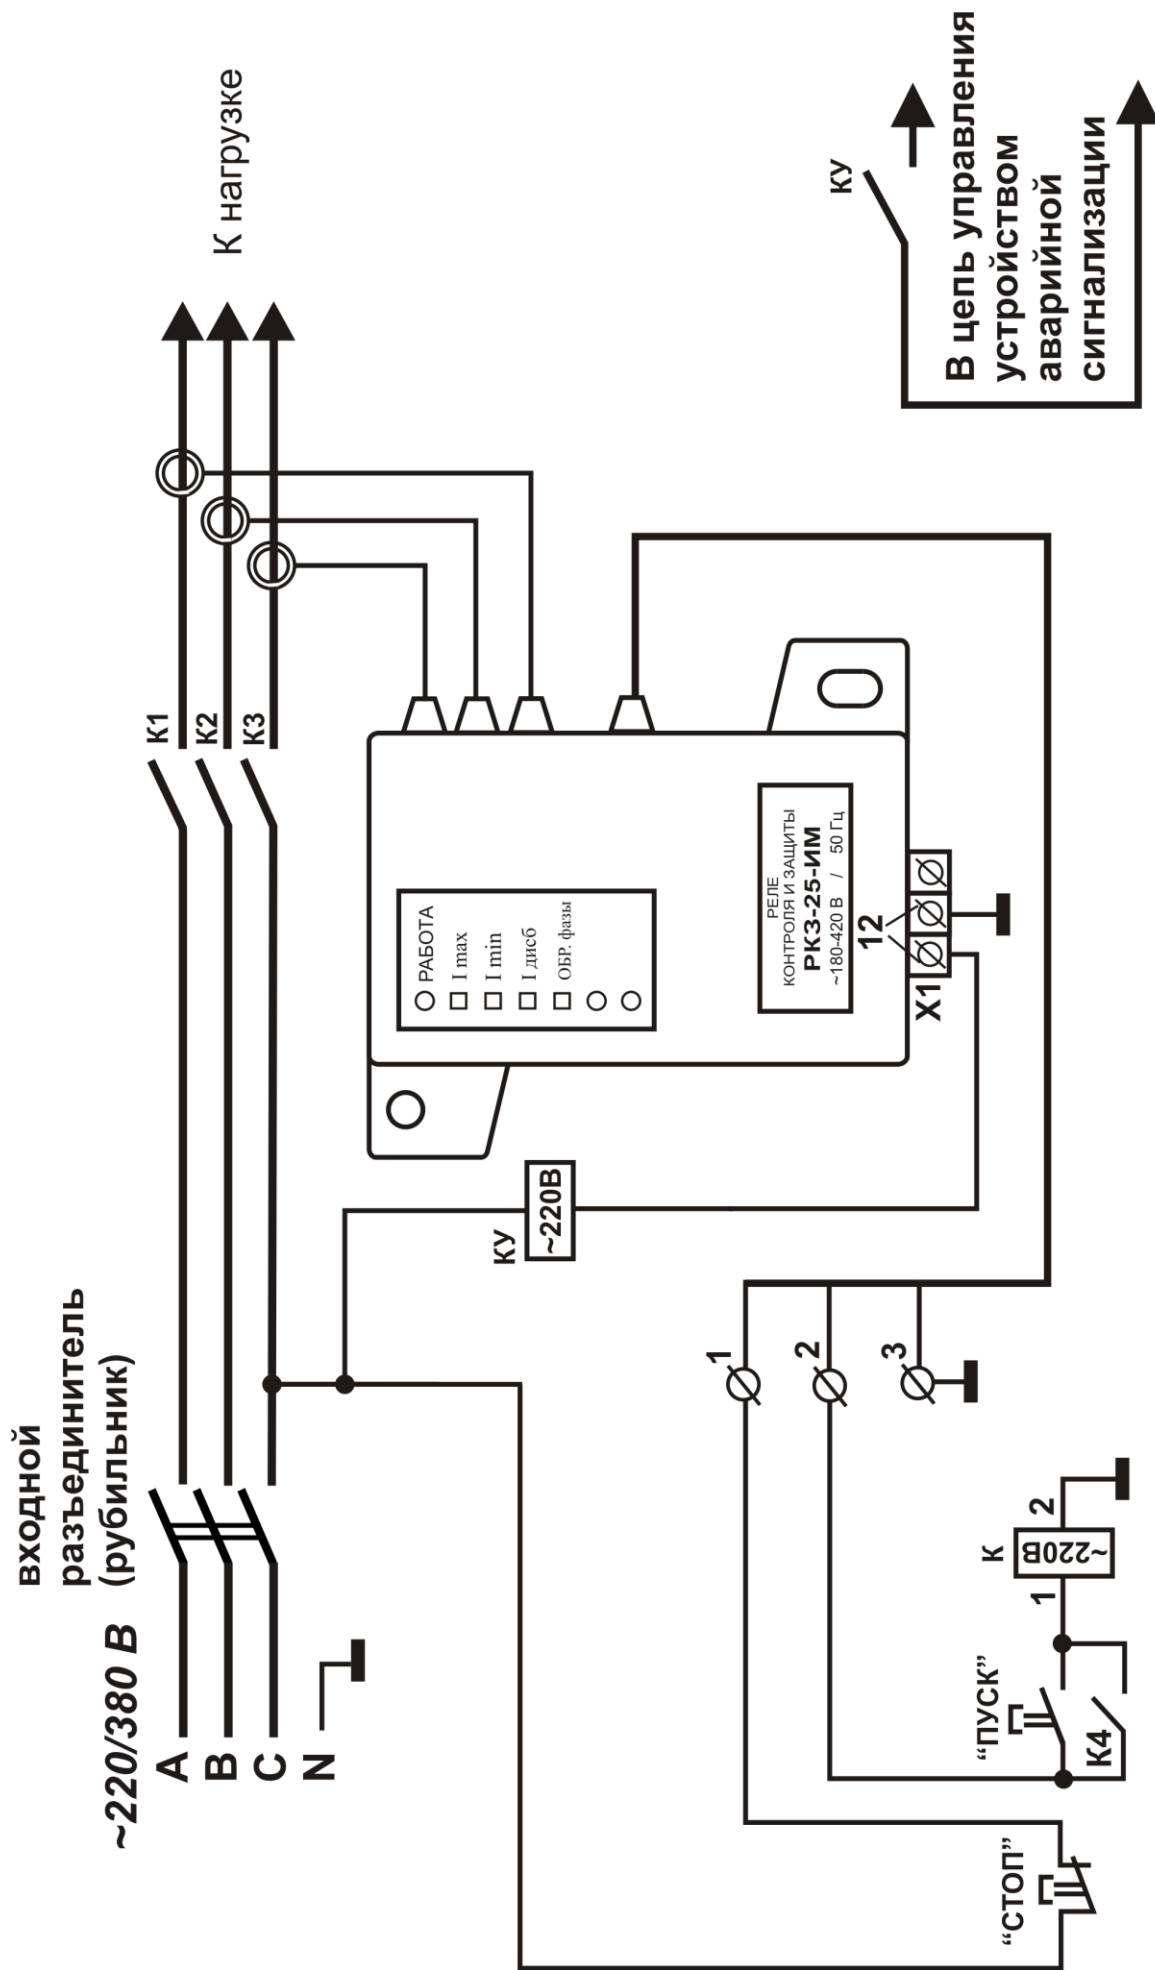 входной
разъединитель
(рубильник)
~220/380 В
A
B
C
N
К1
К2
К3
К нагрузке
РАБОТА
I max
I min
I дисб
ОБР. фазы
РЕЛЕ
КОНТРОЛЯ И ЗАЩИТЫ
РКЗ-25-ИМ
~180-420 В / 50 Гц
12
X1
КУ
~220В
1
2
3
КУ
В цепь управления
устройством
аварийной
сигнализации
“СТОП”
“ПУСК”
К4
1
К
~220В
2